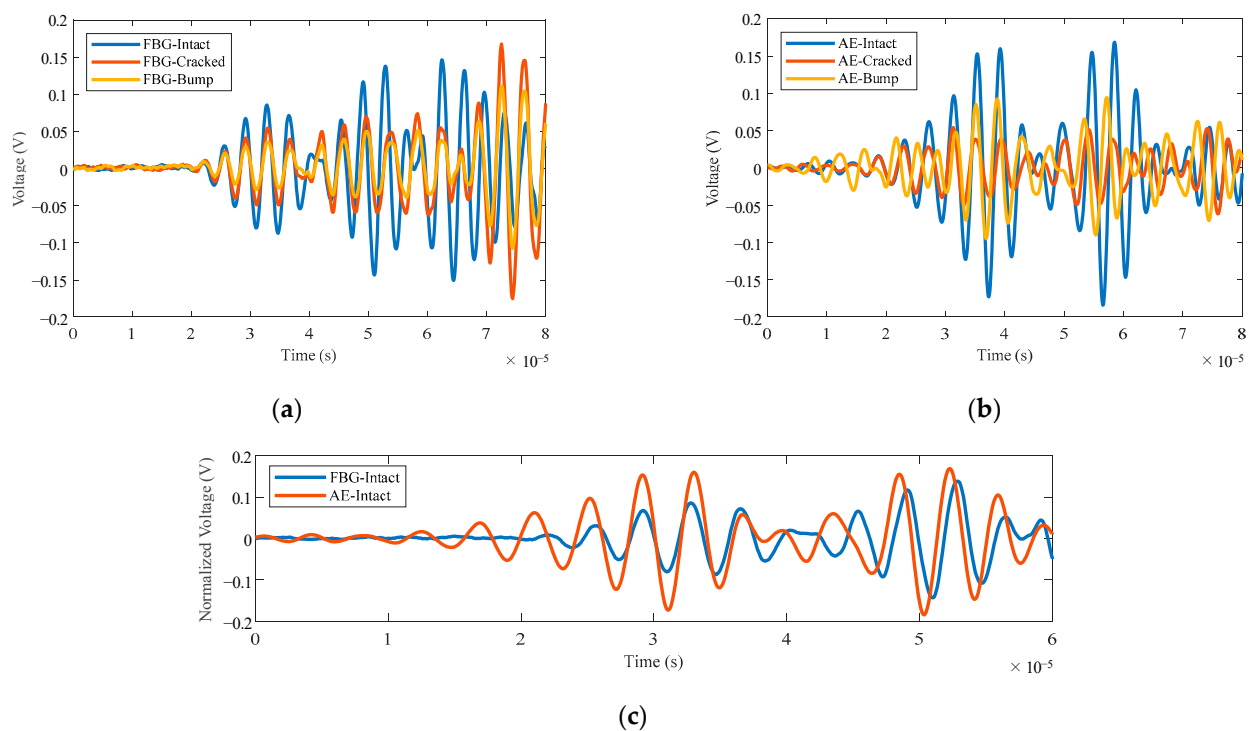 0.2
0.15
0.1
0.05
0
−0.05
−0.1
−0.15
−0.2
Voltage (V)
FBG-Intact
FBG-Cracked
FBG-Bump
0 1 2 3 4 5 6 7 8
Time (s)
× 10−5
(a)
0.2
0.15
0.1
0.05
0
−0.05
−0.1
−0.15
−0.2
Voltage (V)
AE-Intact
AE-Cracked
AE-Bump
0 1 2 3 4 5 6 7 8
Time (s)
× 10−5
(b)
0.2
0.1
0
−0.1
−0.2
Normalized Voltage (V)
FBG-Intact
AE-Intact
0 1 2 3 4 5 6
Time (s)
× 10−5
(c)